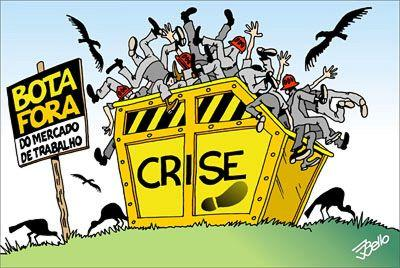 BOTA
FORA
DO MERCADO
DE TRABALHO
CRISE
JBello